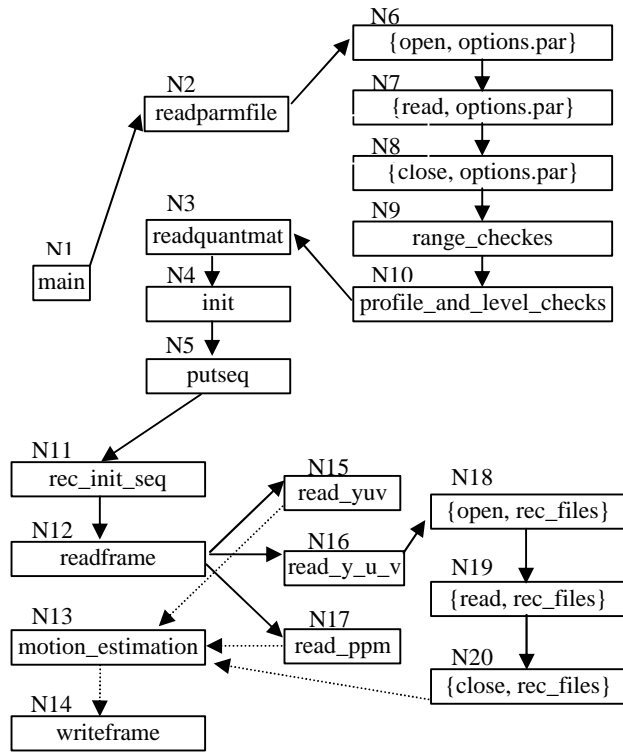 N6
{open, options.par}
N2
readparmfile
N7
{read, options.par}
N8
{close, options.par}
N3
readquantmat
N9
range_checkes
N1
main
N4
init
N10
profile_and_level_checks
N5
putseq
N11
rec_init_seq
N15
read_yuv
N18
{open, rec_files}
N12
readframe
N16
read_y_u_v
N19
{read, rec_files}
N13
motion_estimation
N17
read_ppm
N20
{close, rec_files}
N14
writeframe